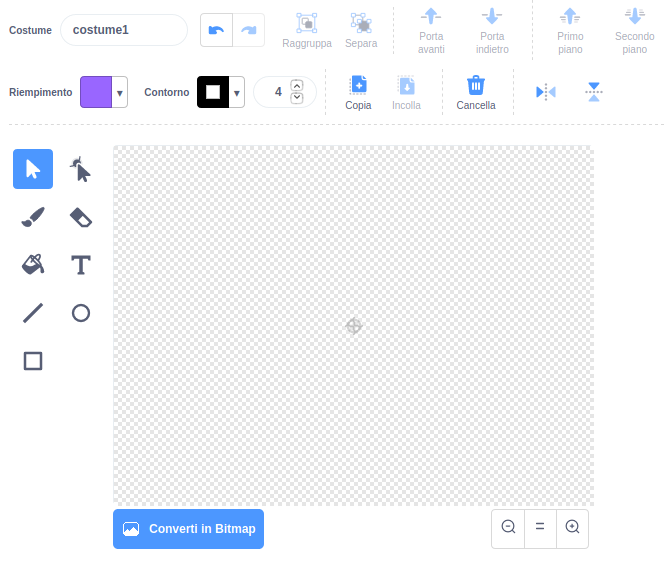 Costume
costume1
Raggruppa
Separa
Porta
avanti
Porta
indietro
Primo
piano
Secondo
piano
Riempimento
Contorno
4
Copia
Incolla
Cancella
T
Converti in Bitmap
=